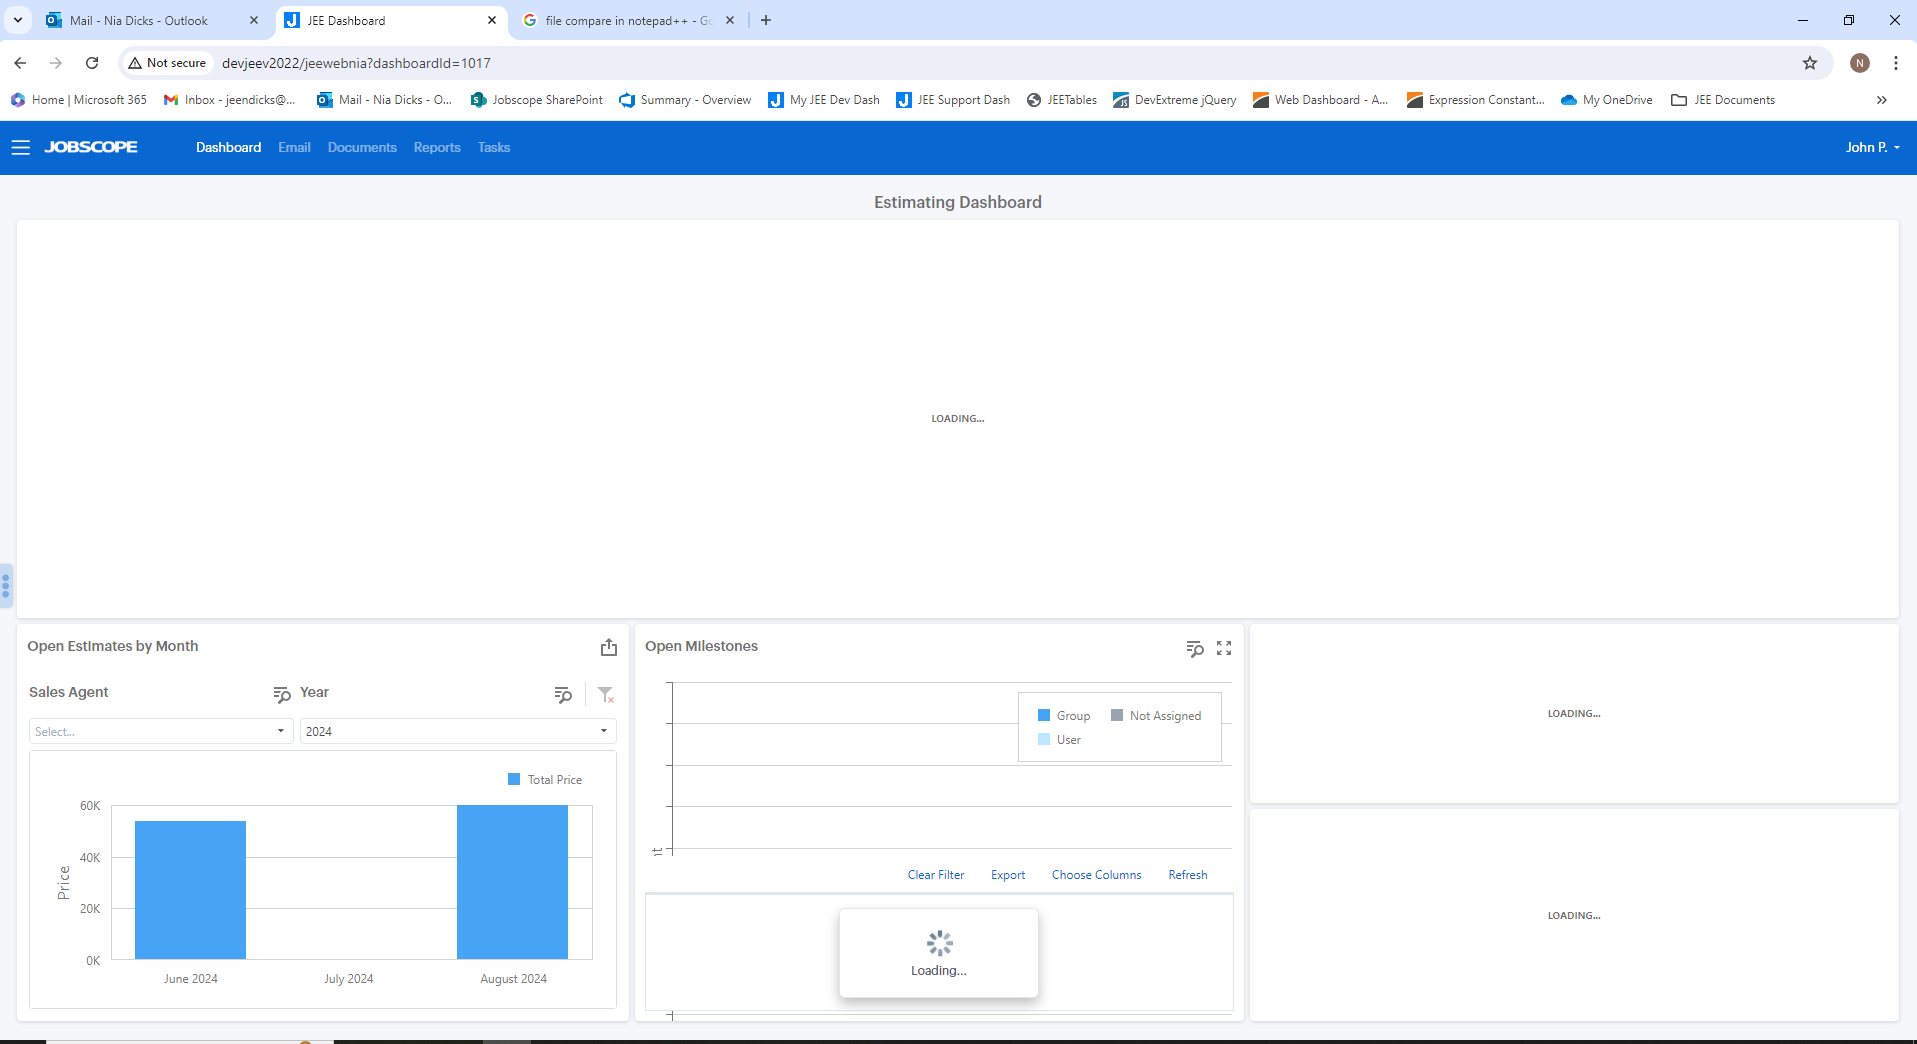 Mail - Nia Dicks - Outlook
JEE Dashboard
file compare in notepad++ - Go
Not secure
devjeev2022/jeewebnia?dashboardId=1017
N
Home | Microsoft 365
Inbox - jeendicks@...
Mail - Nia Dicks - O...
Jobscope SharePoint
Summary - Overview
My JEE Dev Dash
JEE Support Dash
JEETables
DevExtreme jQuery
Web Dashboard - A...
Expression Constant...
My OneDrive
JEE Documents
JOBSCOPE
Dashboard
Email
Documents
Reports
Tasks
John P.
Estimating Dashboard
LOADING...
Open Estimates by Month
Sales Agent
Year
Select...
2024
Total Price
60K
40K
20K
0K
Price
June 2024
July 2024
August 2024
Open Milestones
Group
Not Assigned
User
Clear Filter
Export
Choose Columns
Refresh
Loading...
LOADING...
LOADING...